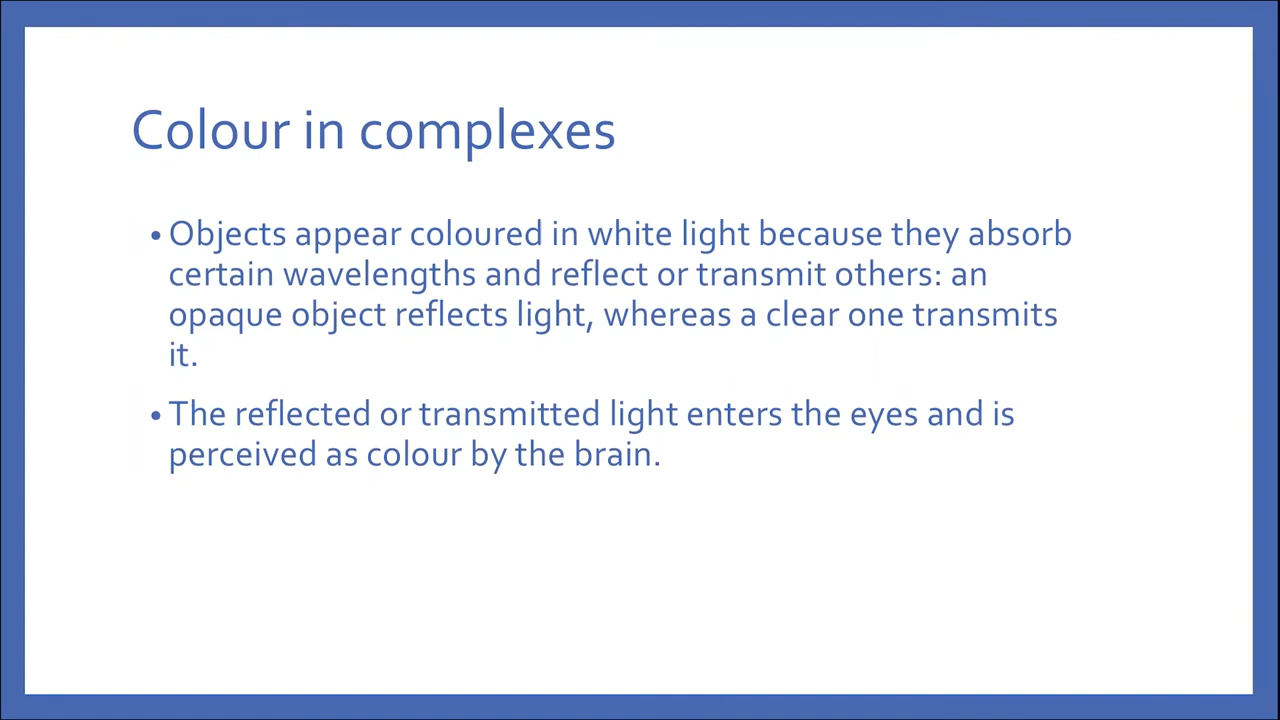 Colour in complexes
• Objects appear coloured in white light because they absorb
certain wavelengths and reflect or transmit others: an
opaque object reflects light, whereas a clear one transmits
it.
• The reflected or transmitted light enters the eyes and is
perceived as colour by the brain.